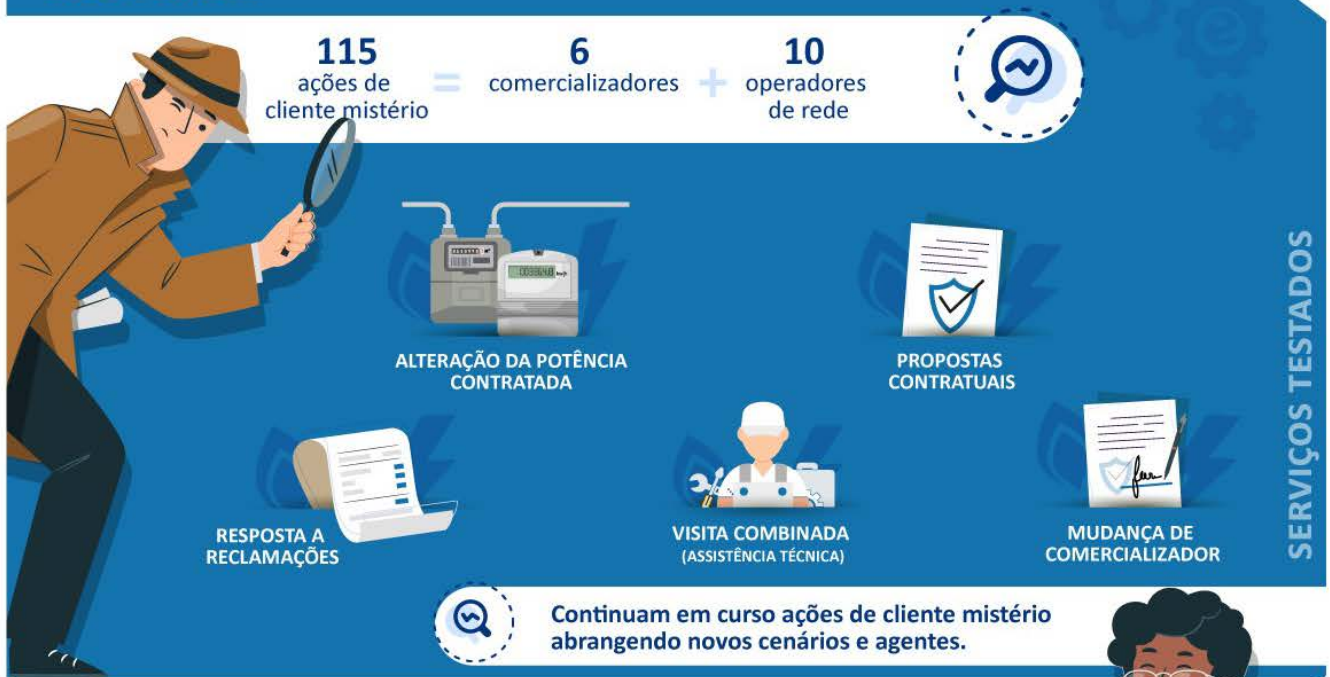 115
ações de
cliente mistério
=
6
comercializadores
+
10
operadores
de rede
ALTERAÇÃO DA POTÊNCIA
CONTRATADA
PROPOSTAS
CONTRATUAIS
RESPOSTA A
RECLAMAÇÕES
VISITA COMBINADA
(ASSISTÊNCIA TÉCNICA)
MUDANÇA DE
COMERCIALIZADOR
SERVIÇOS TESTADOS
Continuam em curso ações de cliente mistério
abrangendo novos cenários e agentes.